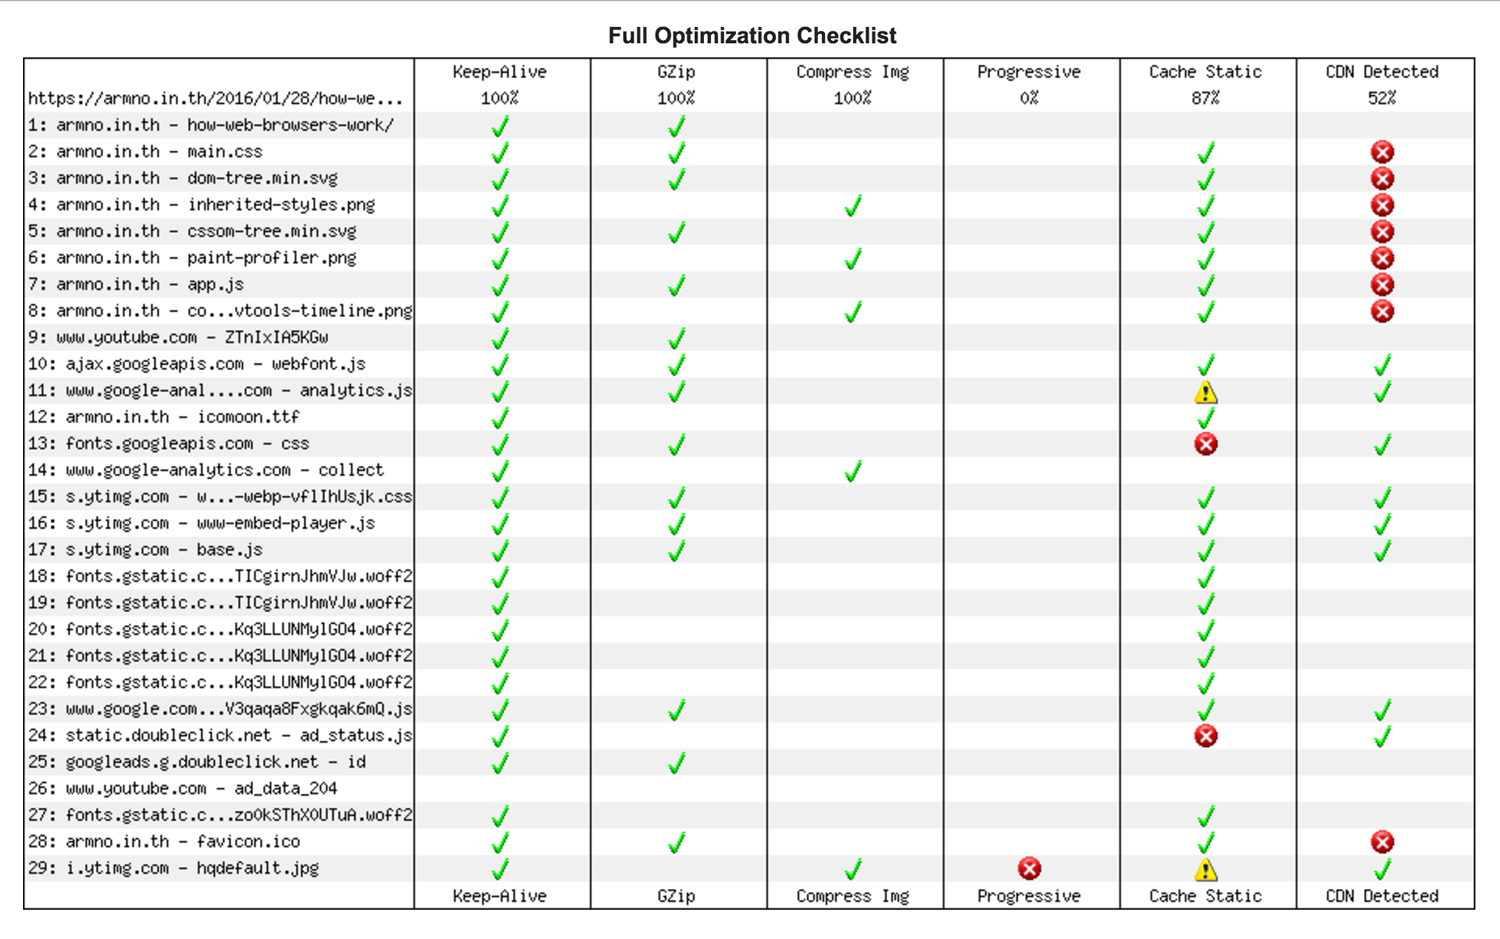 Full Optimization Checklist
Keep-Alive GZip Compress Img Progressive Cache Static CDN Detected
https://armno.in.th/2016/01/28/how-we... 100% 100% 100% 0% 87% 52%
1: armno.in.th - how-web-browsers-work/
2: armno.in.th - main.css
3: armno.in.th - dom-tree.min.svg
4: armno.in.th - inherited-styles.png
5: armno.in.th - cssom-tree.min.svg
6: armno.in.th - paint-profiler.png
7: armno.in.th - app.js
8: armno.in.th - co...vtools-timeline.png
9: www.youtube.com - ZTnIxIA5KGw
10: ajax.googleapis.com - webfont.js
11: www.google-anal....com - analytics.js
12: armno.in.th - icomoon.ttf
13: fonts.googleapis.com - css
14: www.google-analytics.com - collect
15: s.ytimg.com - w...-webp-vflIhUsjk.css
16: s.ytimg.com - www-embed-player.js
17: s.ytimg.com - base.js
18: fonts.gstatic.c...TICgirnJhmVJw.woff2
19: fonts.gstatic.c...TICgirnJhmVJw.woff2
20: fonts.gstatic.c...Kq3LLUNMylGO4.woff2
21: fonts.gstatic.c...Kq3LLUNMylGO4.woff2
22: fonts.gstatic.c...Kq3LLUNMylGO4.woff2
23: www.google.com...V3qaqa8Fxgkqak6mQ.js
24: static.doubleclick.net - ad_status.js
25: googleads.g.doubleclick.net - id
26: www.youtube.com - ad_data_204
27: fonts.gstatic.c...zo0kSThX0UTuA.woff2
28: armno.in.th - favicon.ico
29: i.ytimg.com - hqdefault.jpg
Keep-Alive GZip Compress Img Progressive Cache Static CDN Detected